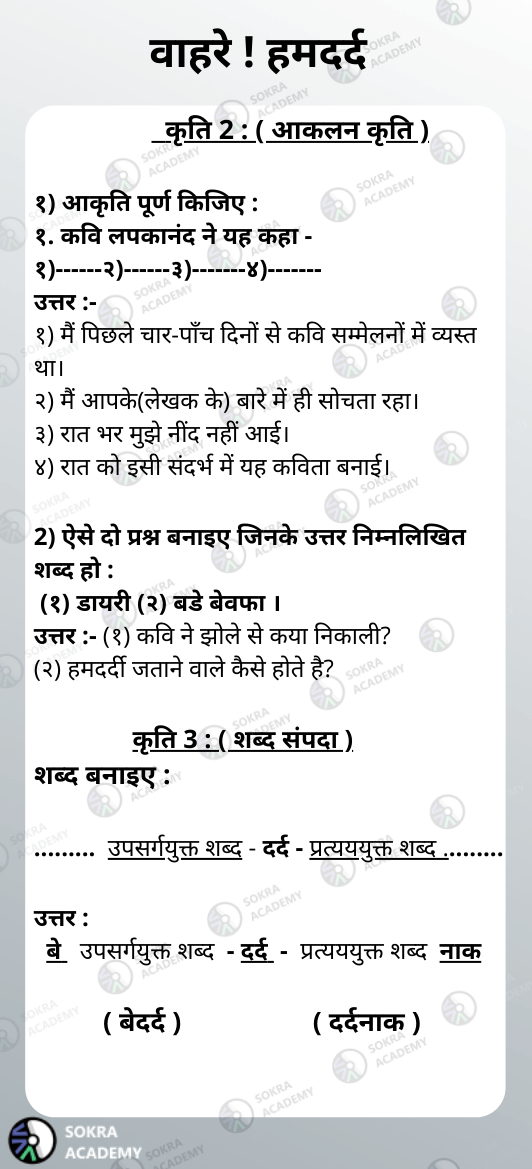 वाहरे ! हमदर्द
कृति 2 : ( आकलन कृति )
१) आकृति पूर्ण किजिए :
१. कवि लपकानंद ने यह कहा -
१)------२)------३)-------४)-------
उत्तर :-
१) मैं पिछले चार-पाँच दिनों से कवि सम्मेलनों में व्यस्त
था।
२) मैं आपके(लेखक के) बारे में ही सोचता रहा।
३) रात भर मुझे नींद नहीं आई।
४) रात को इसी संदर्भ में यह कविता बनाई।
2) ऐसे दो प्रश्न बनाइए जिनके उत्तर निम्नलिखित
शब्द हो :
(१) डायरी (२) बडे बेवफा ।
उत्तर :- (१) कवि ने झोले से कया निकाली?
(२) हमदर्दी जताने वाले कैसे होते है?
कृति 3 : ( शब्द संपदा )
शब्द बनाइए :
......... उपसर्गयुक्त शब्द - दर्द - प्रत्यययुक्त शब्द .........
उत्तर :
बे उपसर्गयुक्त शब्द - दर्द - प्रत्यययुक्त शब्द नाक
( बेदर्द ) ( दर्दनाक )
SOKRA
ACADEMY